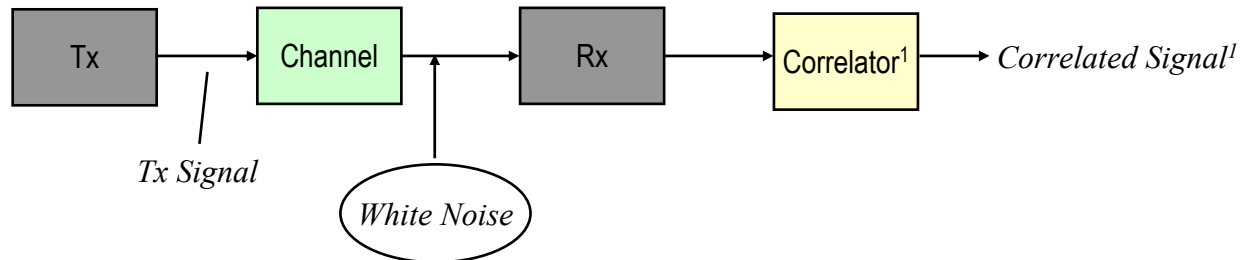 Tx
Channel
Rx
Correlator¹
Correlated Signal¹
Tx Signal
White Noise